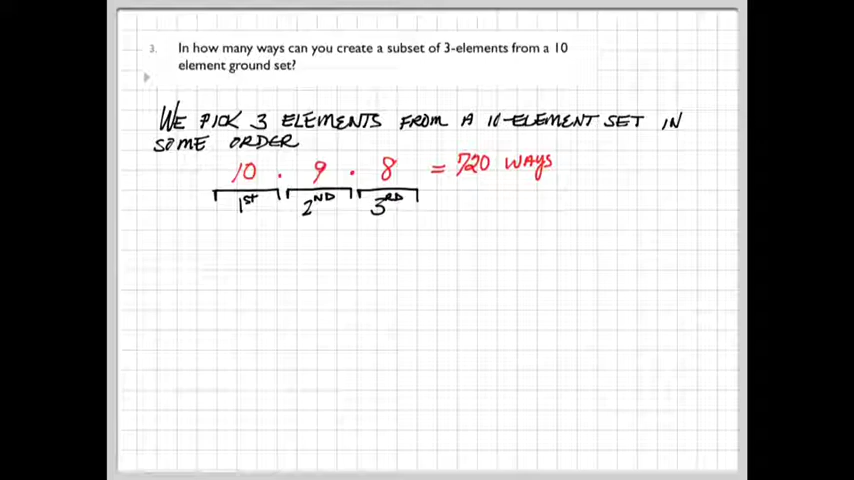 3. In how many ways can you create a subset of 3-elements from a 10
element ground set?
WE PICK 3 ELEMENTS FROM A 10-ELEMENT SET IN
SOME ORDER
10 · 9 · 8 = 720 WAYS
1ST 2ND 3RD